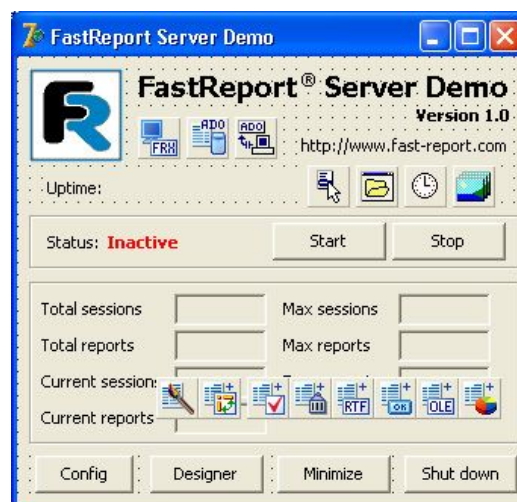 FastReport Server Demo
FastReport® Server Demo
Version 1.0
FRX
ADO
ADO
http://www.fast-report.com
Uptime:
Status: Inactive
Start
Stop
Total sessions
Max sessions
Total reports
Max reports
Current session
Current reports
RTF
OK
OLE
Config
Designer
Minimize
Shut down